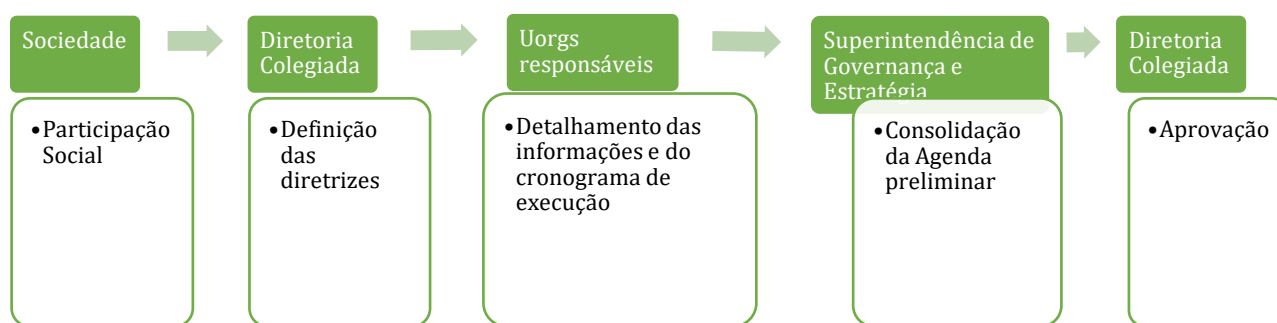 Sociedade
•Participação
Social
Diretoria
Colegiada
•Definição
das
diretrizes
Uorgs
responsáveis
•Detalhamento das
informações e do
cronograma de
execução
Superintendência de
Governança e
Estratégia
•Consolidação
da Agenda
preliminar
Diretoria
Colegiada
•Aprovação